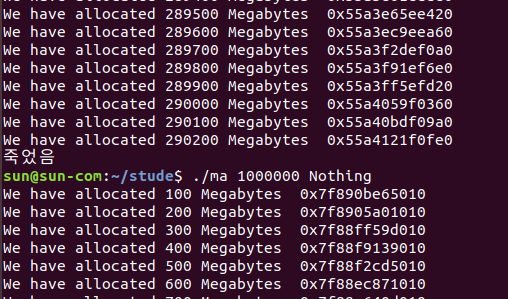 We have allocated 289500 Megabytes  0x55a3e65ee420
We have allocated 289600 Megabytes  0x55a3ec9eea60
We have allocated 289700 Megabytes  0x55a3f2def0a0
We have allocated 289800 Megabytes  0x55a3f91ef6e0
We have allocated 289900 Megabytes  0x55a3ff5efd20
We have allocated 290000 Megabytes  0x55a4059f0360
We have allocated 290100 Megabytes  0x55a40bdf09a0
We have allocated 290200 Megabytes  0x55a4121f0fe0
죽었음
sun@sun-com:~/stude$ ./ma 1000000 Nothing
We have allocated 100 Megabytes  0x7f890be65010
We have allocated 200 Megabytes  0x7f8905a01010
We have allocated 300 Megabytes  0x7f88ff59d010
We have allocated 400 Megabytes  0x7f88f9139010
We have allocated 500 Megabytes  0x7f88f2cd5010
We have allocated 600 Megabytes  0x7f88ec871010